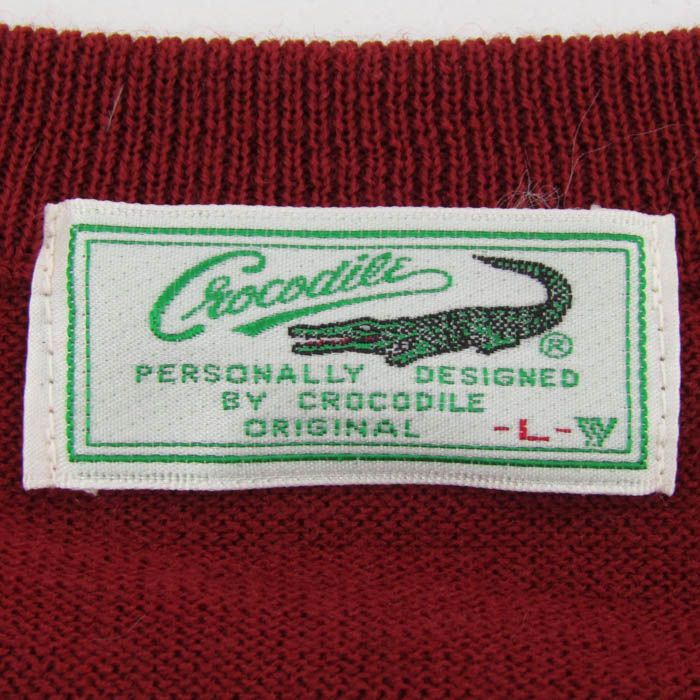 Crocodile
®
PERSONALLY DESIGNED
BY CROCODILE
ORIGINAL -L-W